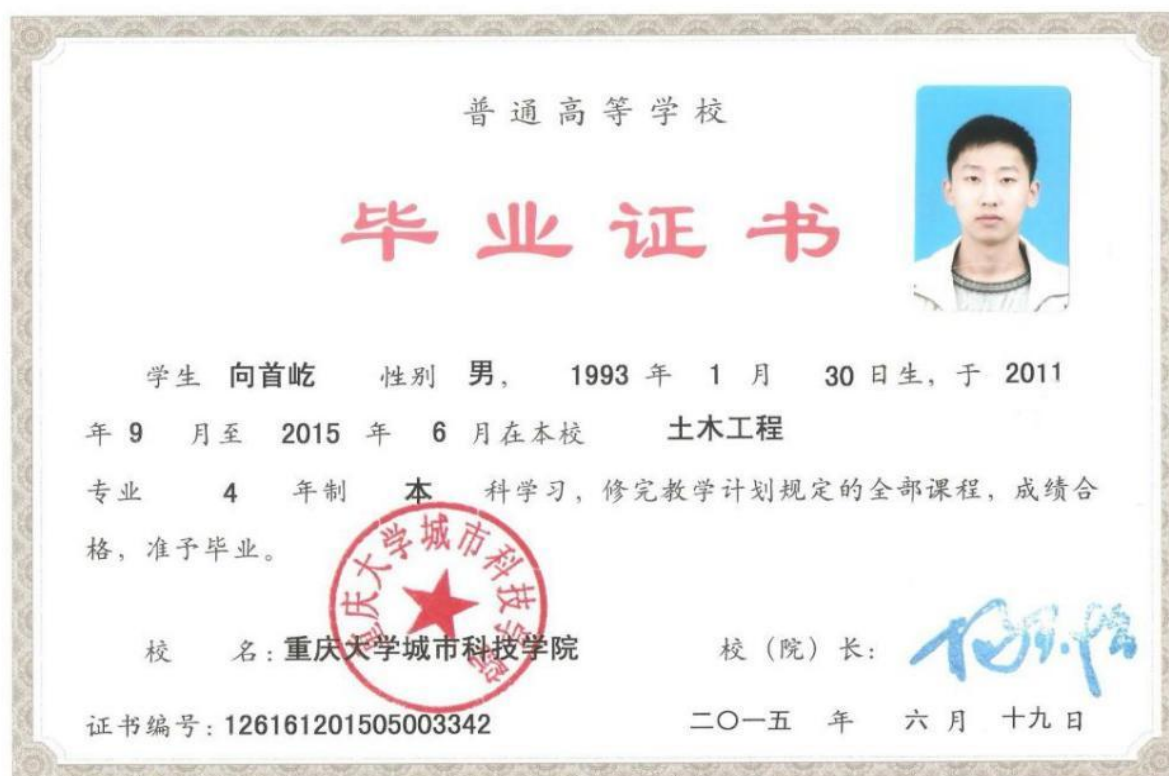 普通高等学校
毕业证书
学生 向首屹 性别 男， 1993 年 1 月 30 日生，于 2011
年 9 月至 2015 年 6 月在本校 土木工程
专业 4 年制 本 科学习，修完教学计划规定的全部课程，成绩合
格，准予毕业。
重庆大学城市科技学院
校 名：重庆大学城市科技学院 校（院）长：
证书编号：126161201505003342 二〇一五 年 六 月 十九 日